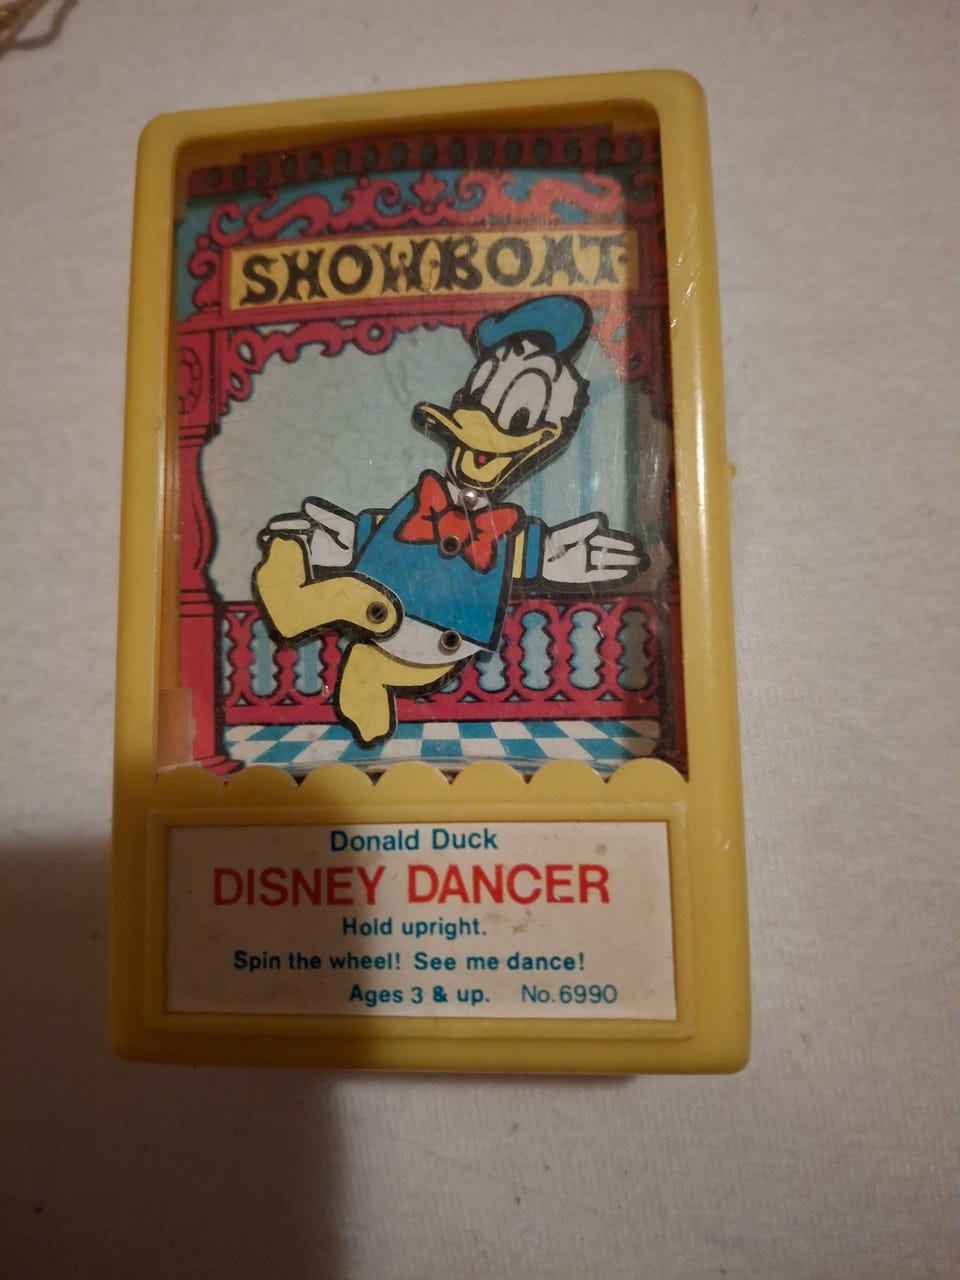 SHOWBOAT
Donald Duck
DISNEY DANCER
Hold upright.
Spin the wheel! See me dance!
Ages 3 & up. No.6990